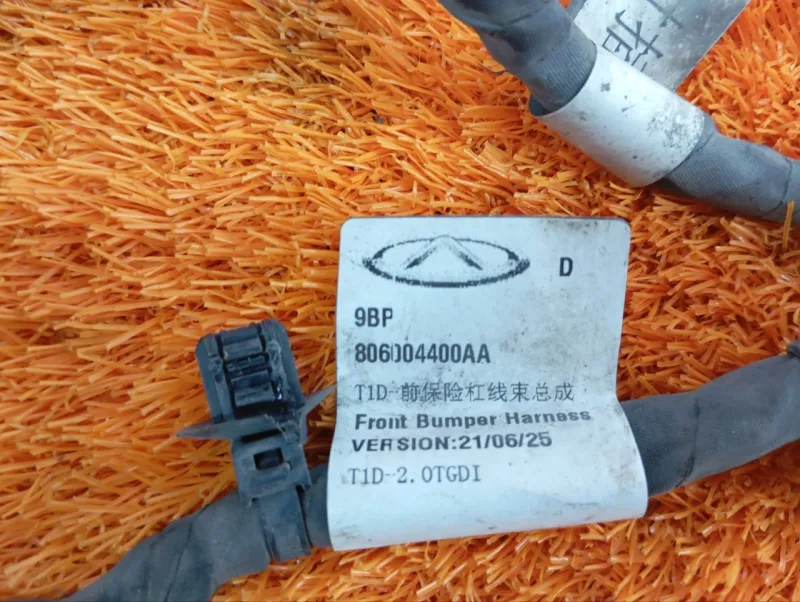 D
9BP
806004400AA
T1D-前保险杠线束总成
Front Bumper Harness
VERSION:21/06/25
T1D-2.0TGDI